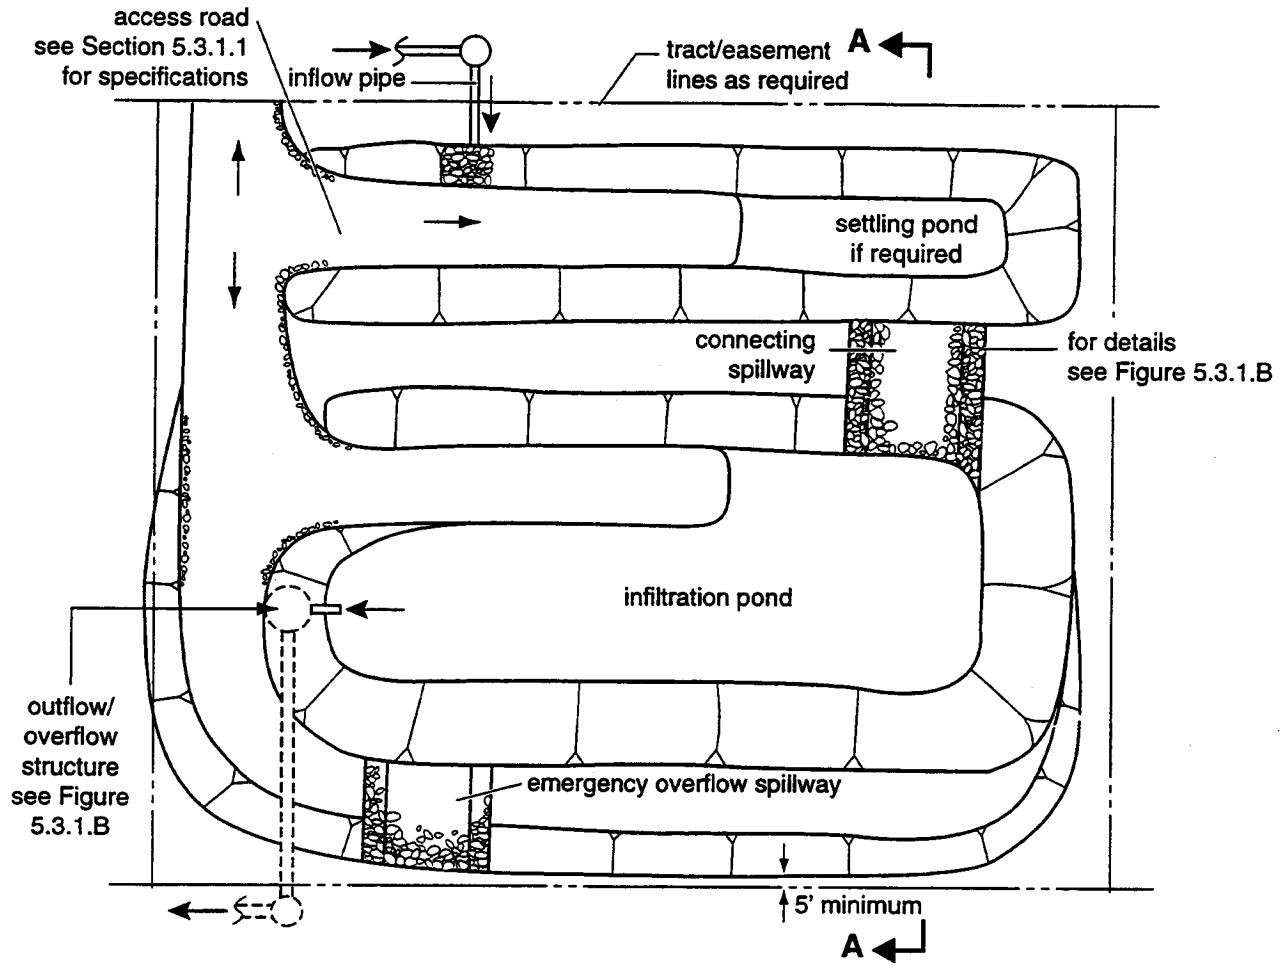 access road
see Section 5.3.1.1
for specifications
inflow pipe
tract/easement
lines as required
A
settling pond
if required
connecting
spillway
for details
see Figure 5.3.1.B
infiltration pond
outflow/
overflow
structure
see Figure
5.3.1.B
emergency overflow spillway
5' minimum
A